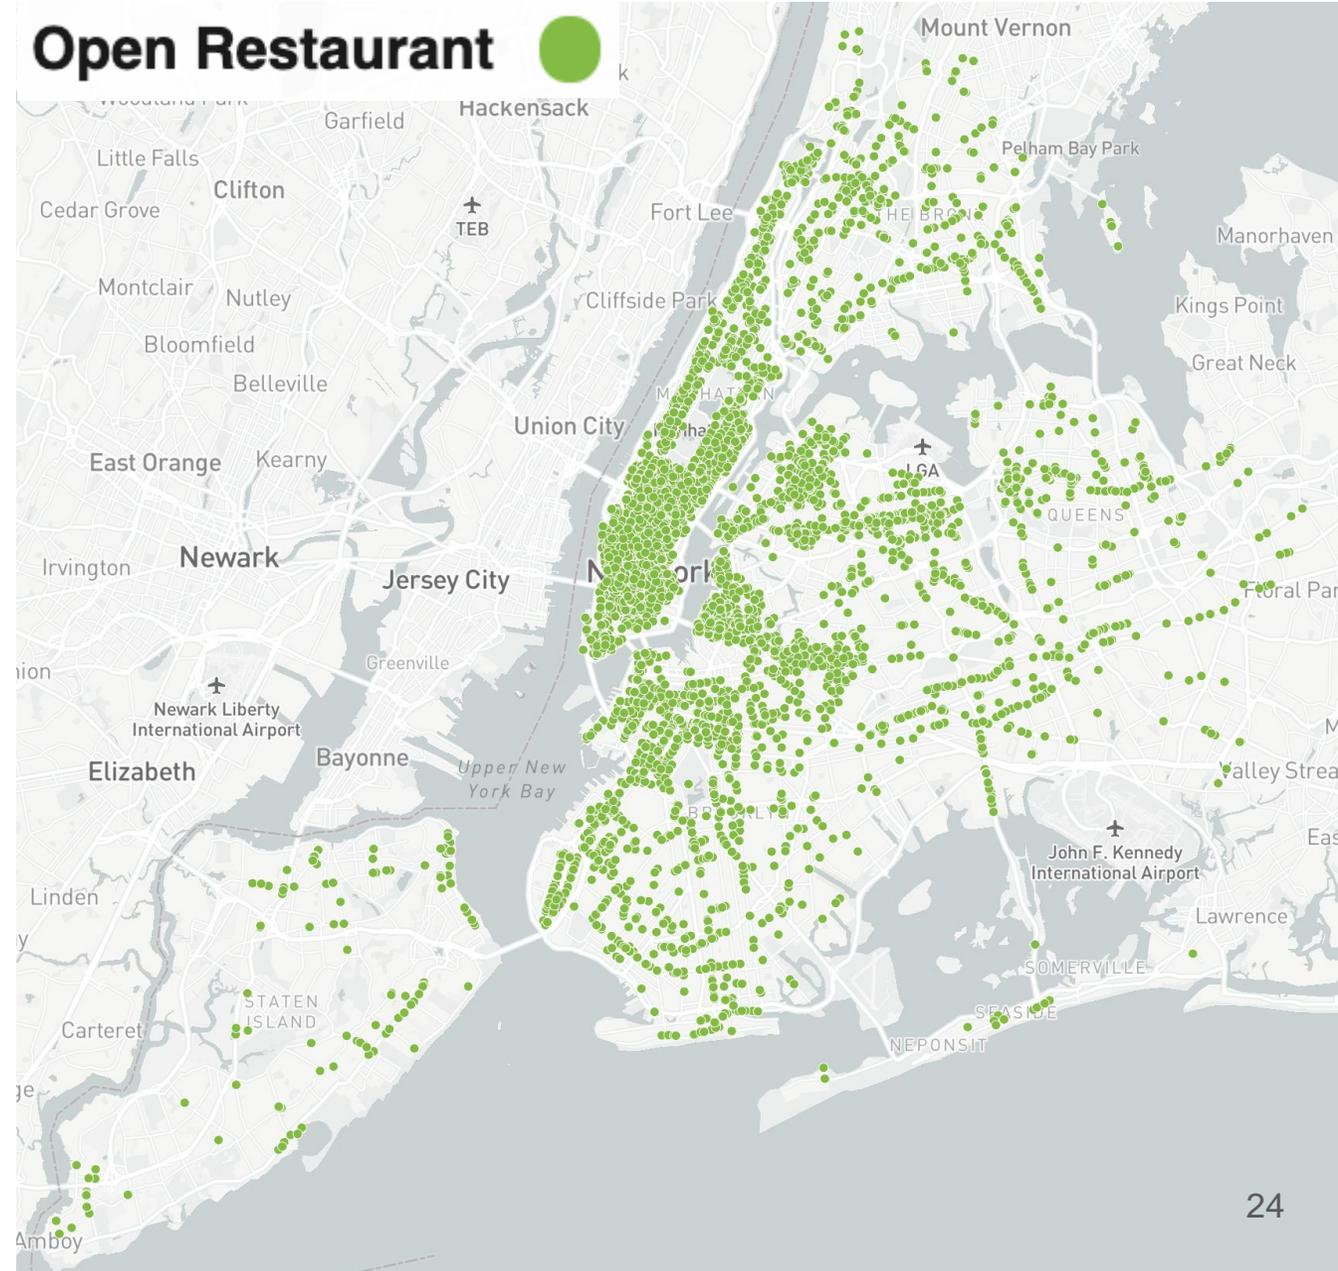 Open Restaurant
Mount Vernon
Hackensack
Garfield
Little Falls
Pelham Bay Park
Clifton
Cedar Grove
Fort Lee
TEB
Manorhaven
Montclair
Nutley
Cliffside Park
Kings Point
Bloomfield
Great Neck
Belleville
Union City
East Orange
Kearny
LGA
QUEENS
Newark
Irvington
Jersey City
Greenville
Newark Liberty
International Airport
Bayonne
Elizabeth
Upper New
York Bay
John F. Kennedy
International Airport
Linden
Lawrence
SOMERVILLE
STATEN
ISLAND
SEASIDE
Carteret
NEPONSIT
24
Amboy